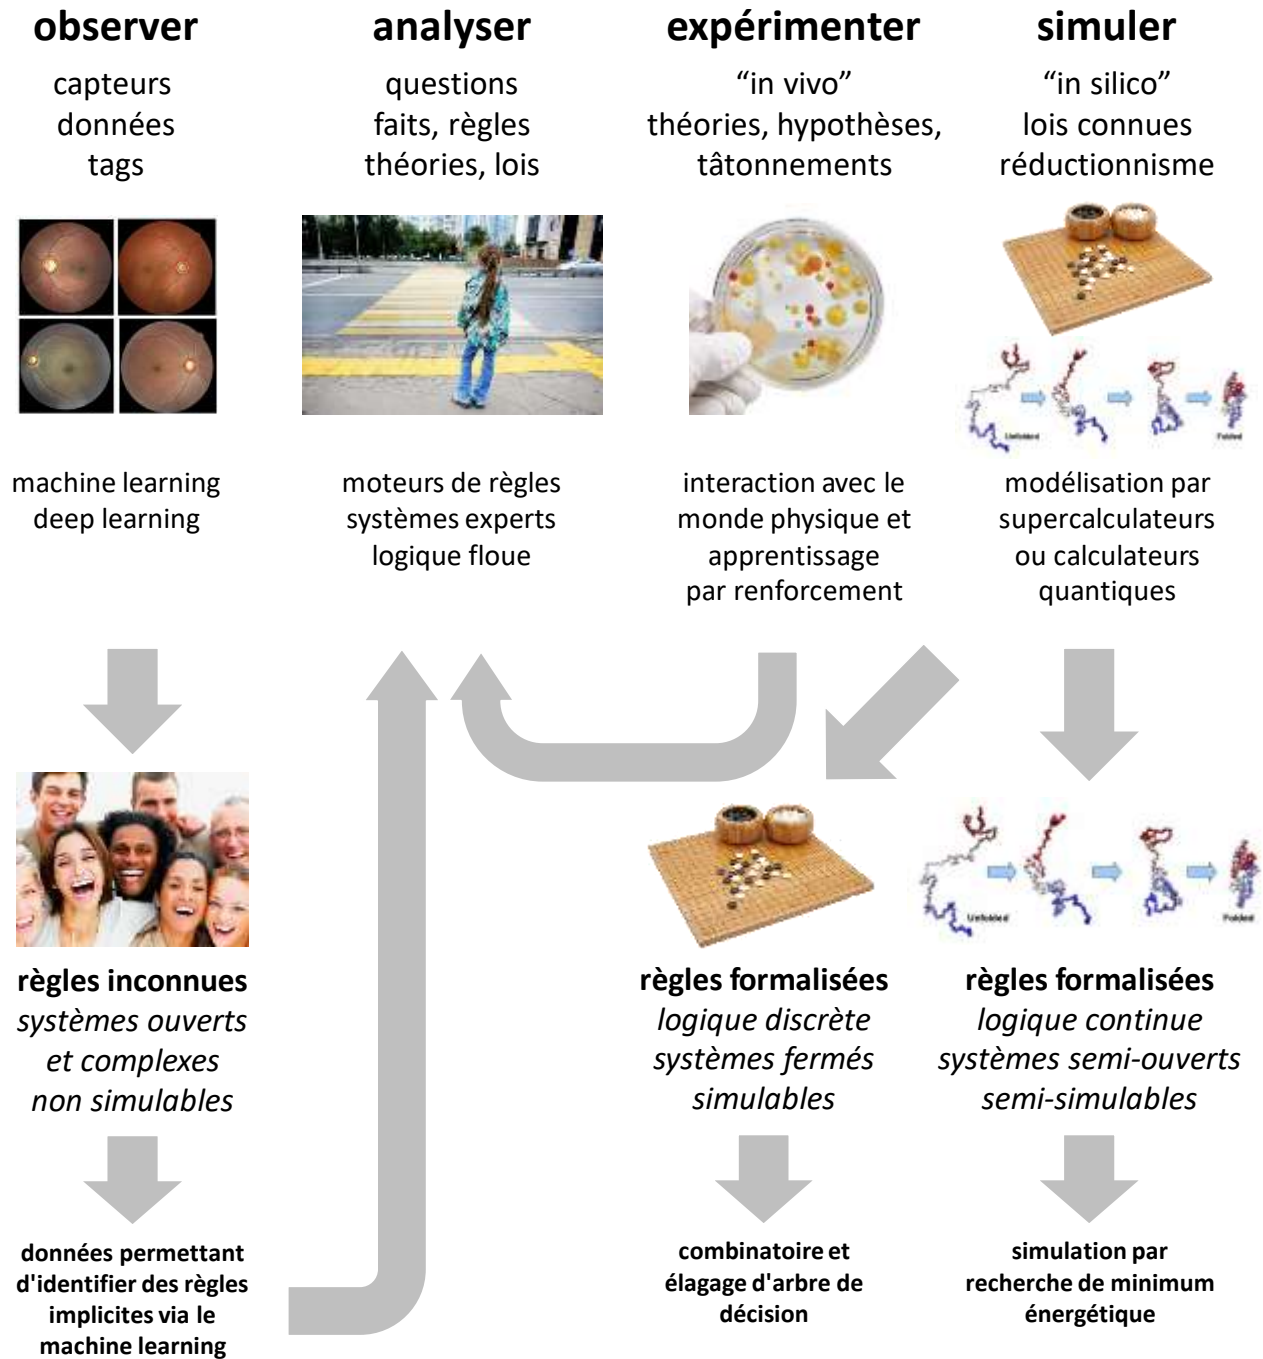 observer
capteurs
données
tags
machine learning
deep learning
analyser
questions
faits, règles
théories, lois
moteurs de règles
systèmes experts
logique floue
expérimenter
“in vivo”
théories, hypothèses,
tâtonnements
interaction avec le
monde physique et
apprentissage
par renforcement
simuler
“in silico”
lois connues
réductionnisme
Unfolded
Folded
modélisation par
supercalculateurs
ou calculateurs
quantiques
règles inconnues
systèmes ouverts
et complexes
non simulables
données permettant
d'identifier des règles
implicites via le
machine learning
règles formalisées
logique discrète
systèmes fermés
simulables
combinatoire et
élagage d'arbre de
décision
Unfolded
Folded
règles formalisées
logique continue
systèmes semi-ouverts
semi-simulables
simulation par
recherche de minimum
énergétique